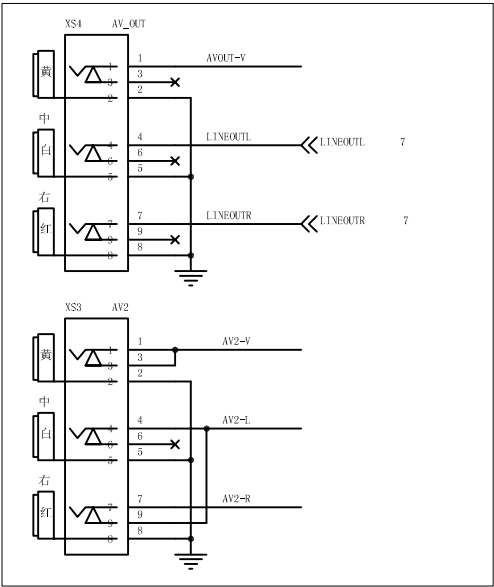 XS4 AV_OUT
黄 1 1 AVOUT-V
3 3
2 2
中
白 4 4 LINEOUTL LINEOUTL 7
6 6
5 5
右
红 7 7 LINEOUTR LINEOUTR 7
9 9
8 8
XS3 AV2
黄 1 1 AV2-V
3 3
2 2
中
白 4 4 AV2-L
6 6
5 5
右
红 7 7 AV2-R
9 9
8 8